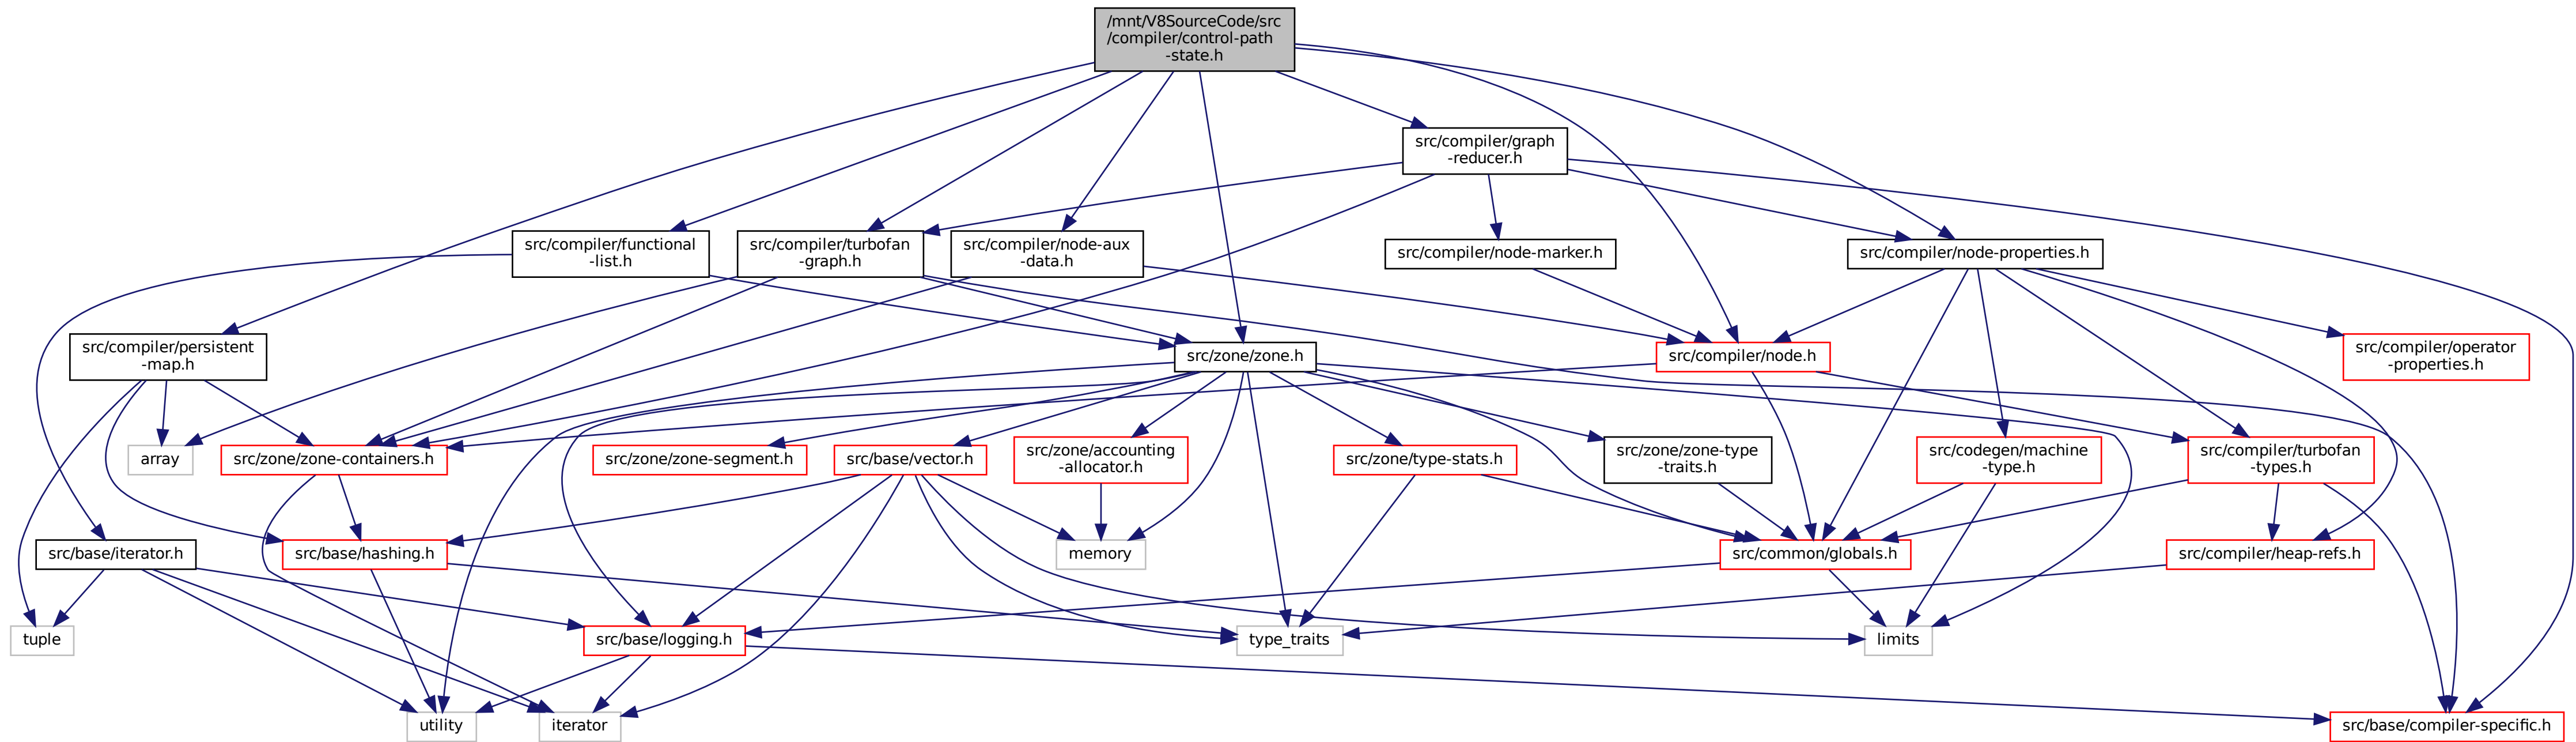 /mnt/V8SourceCode/src
/compiler/control-path
-state.h
src/compiler/graph
-reducer.h
src/compiler/functional
-list.h
src/compiler/turbofan
-graph.h
src/compiler/node-aux
-data.h
src/compiler/node-marker.h
src/compiler/node-properties.h
src/compiler/persistent
-map.h
src/zone/zone.h
src/compiler/node.h
src/compiler/operator
-properties.h
array
src/zone/zone-containers.h
src/zone/zone-segment.h
src/base/vector.h
src/zone/accounting
-allocator.h
src/zone/type-stats.h
src/zone/zone-type
-traits.h
src/codegen/machine
-type.h
src/compiler/turbofan
-types.h
src/base/iterator.h
src/base/hashing.h
memory
src/common/globals.h
src/compiler/heap-refs.h
tuple
src/base/logging.h
type_traits
limits
utility
iterator
src/base/compiler-specific.h